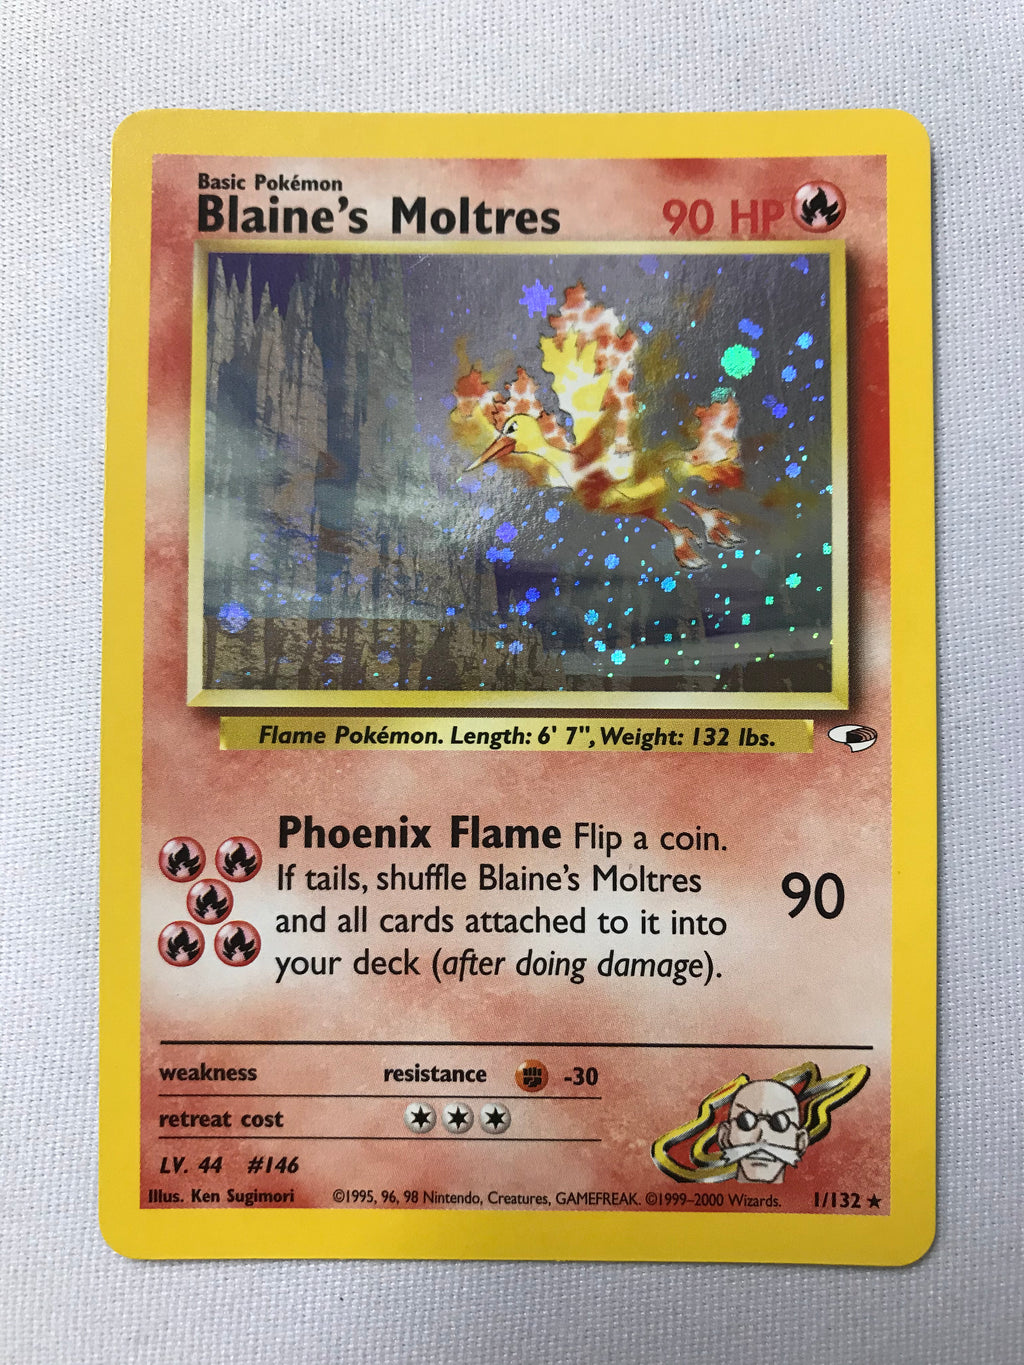 Basic Pokémon
Blaine's Moltres 90 HP
Flame Pokémon. Length: 6' 7", Weight: 132 lbs.
Phoenix Flame Flip a coin.
If tails, shuffle Blaine's Moltres
and all cards attached to it into
your deck (after doing damage).
90
weakness resistance -30
retreat cost
LV. 44 #146
Illus. Ken Sugimori ©1995, 96, 98 Nintendo, Creatures, GAMEFREAK. ©1999–2000 Wizards. 1/132 ★